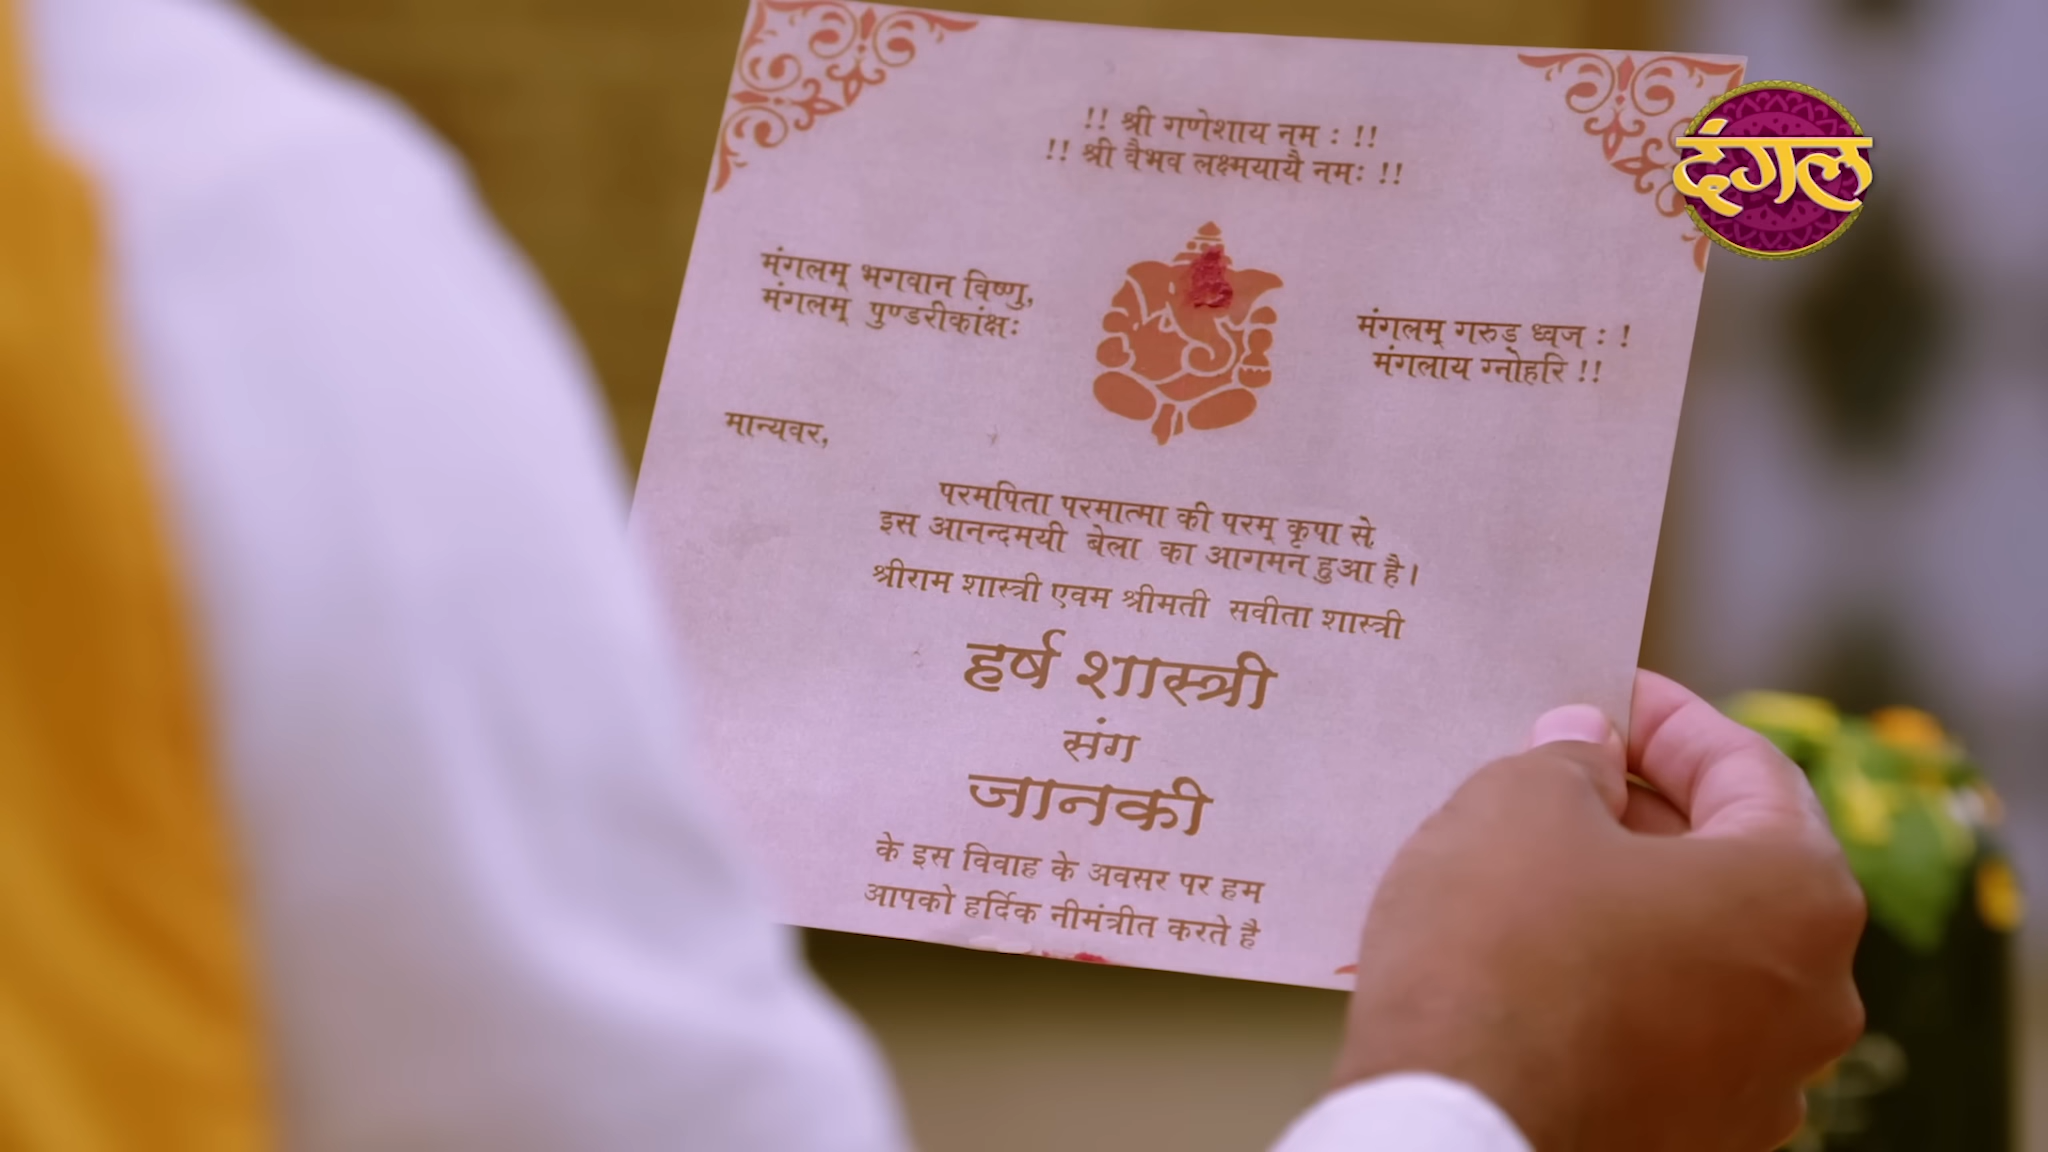 !! श्री गणेशाय नम : !!
!! श्री वैभव लक्ष्मयायै नमः !!
दंगल
मंगलम् भगवान विष्णु,
मंगलम् पुण्डरीकांक्षः
मंगलम् गरुड़ ध्वज : !
मंगलाय ग्नोहरि !!
मान्यवर,
परमपिता परमात्मा की परम् कृपा से
इस आनन्दमयी बेला का आगमन हुआ है।
श्रीराम शास्त्री एवम श्रीमती सवीता शास्त्री
हर्ष शास्त्री
संग
जानकी
के इस विवाह के अवसर पर हम
आपको हर्दिक नीमंत्रीत करते है